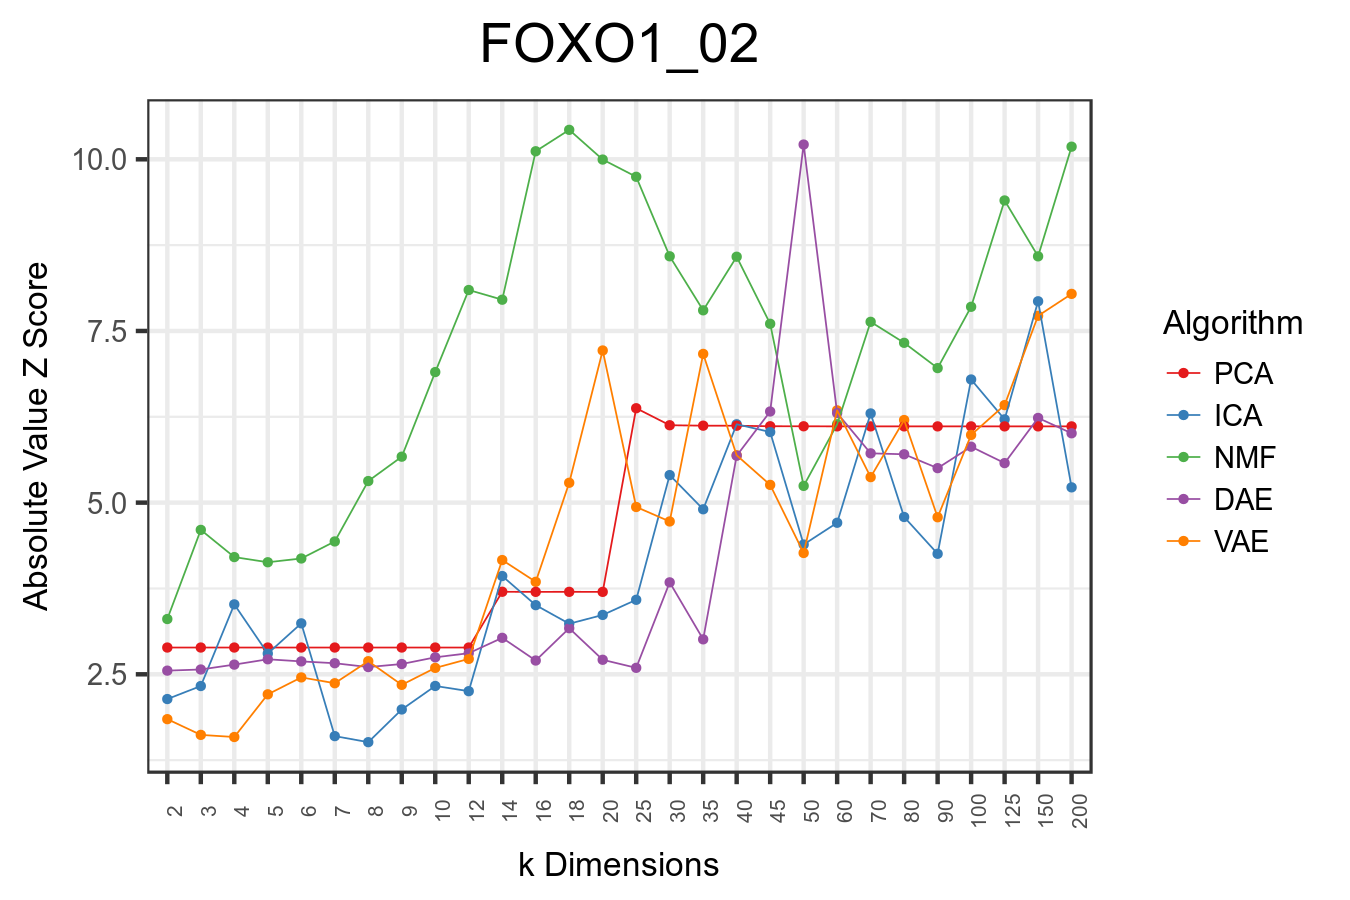 FOXO1_02
Absolute Value Z Score
10.0
7.5
5.0
2.5
2 3 4 5 6 7 8 9 10 12 14 16 18 20 25 30 35 40 45 50 60 70 80 90 100 125 150 200
k Dimensions
Algorithm
PCA
ICA
NMF
DAE
VAE